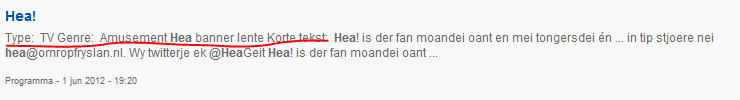 Hea!
Type:  TV Genre:  Amusement Hea banner lente Korte tekst:  Hea! is der fan moandei oant en mei tongersdei én ... in tip stjoere nei
hea@omropfryslan.nl. Wy twitterje ek @HeaGeit Hea! is der fan moandei oant ...
Programma - 1 jun 2012 - 19:20